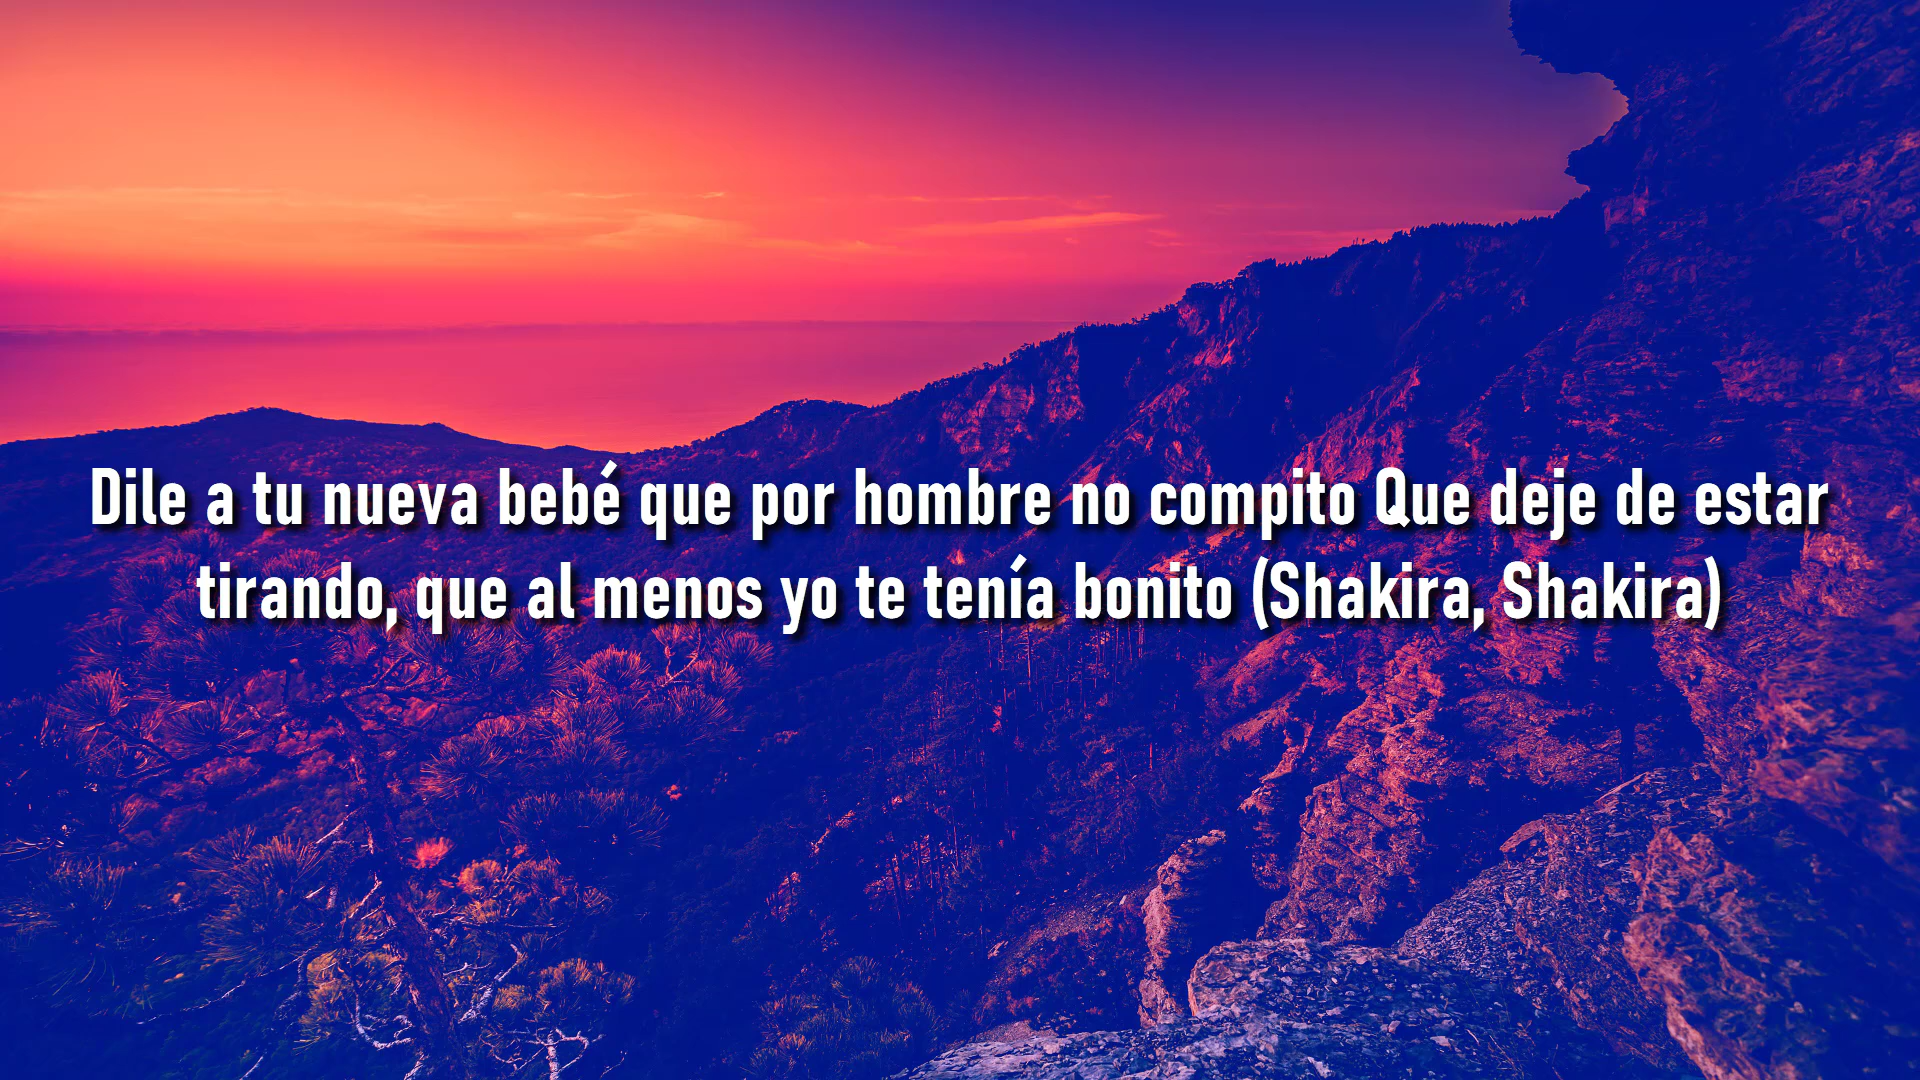 Dile a tu nueva bebé que por hombre no compito Que deje de estar
tirando, que al menos yo te tenía bonito (Shakira, Shakira)